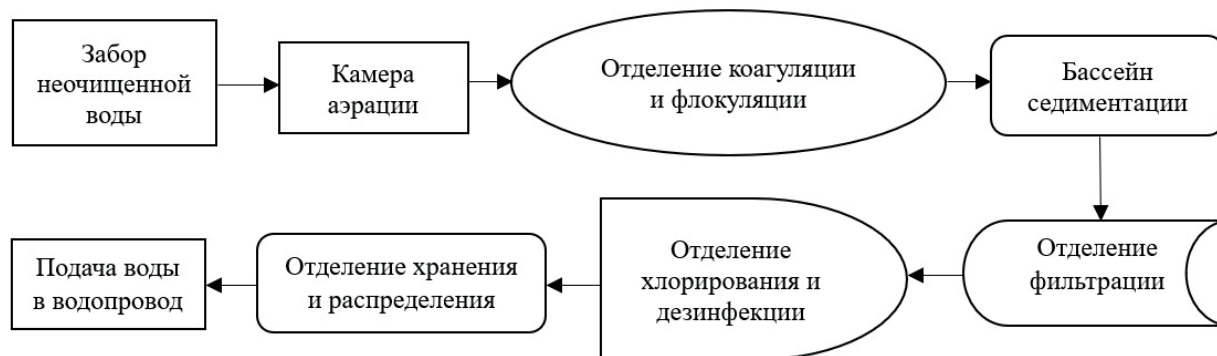 Забор
неочищенной
воды
Камера
аэрации
Отделение коагуляции
и флокуляции
Бассейн
седиментации
Подача воды
в водопровод
Отделение хранения
и распределения
Отделение
хлорирования и
дезинфекции
Отделение
фильтрации